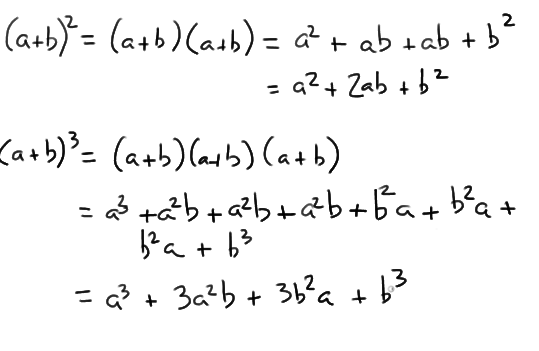 (a+b)² = (a+b)(a+b) = a² + ab + ab + b²
= a² + 2ab + b²
(a+b)³ = (a+b)(a+b)(a+b)
= a³ + a²b + a²b + a²b + b²a + b²a +
b²a + b³
= a³ + 3a²b + 3b²a + b³